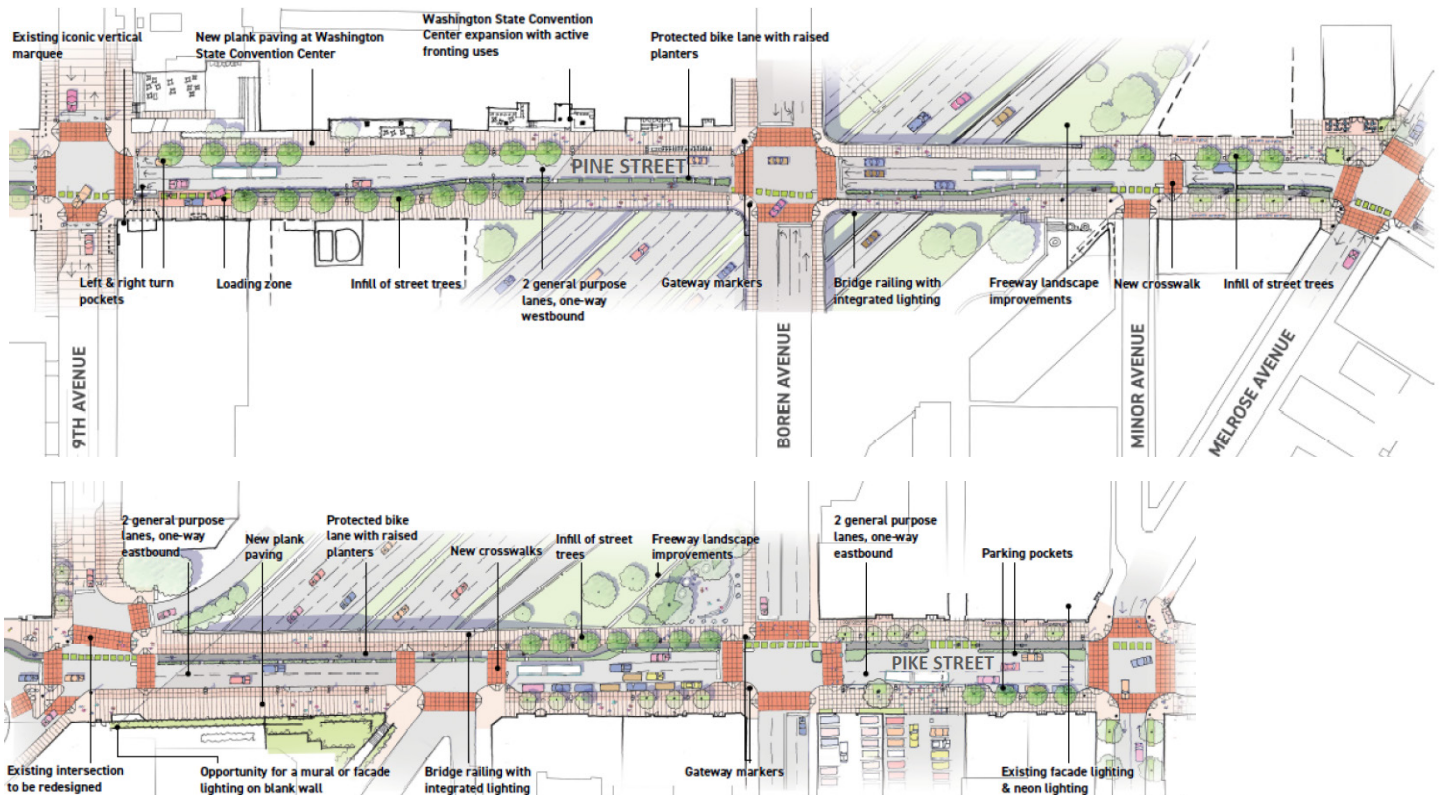 Existing iconic vertical
marquee
New plank paving at Washington
State Convention Center
Washington State Convention
Center expansion with active
fronting uses
Protected bike lane with raised
planters
PINE STREET
Left & right turn
pockets
Loading zone
Infill of street trees
2 general purpose
lanes, one-way
westbound
Gateway markers
Bridge railing with
integrated lighting
Freeway landscape
improvements
New crosswalk
Infill of street trees
9TH AVENUE
BOREN AVENUE
MINOR AVENUE
MELROSE AVENUE
2 general purpose
lanes, one-way
eastbound
New plank
paving
Protected bike
lane with raised
planters
New crosswalks
Infill of street
trees
Freeway landscape
improvements
2 general purpose
lanes, one-way
eastbound
Parking pockets
PIKE STREET
Existing intersection
to be redesigned
Opportunity for a mural or facade
lighting on blank wall
Bridge railing with
integrated lighting
Gateway markers
Existing facade lighting
& neon lighting